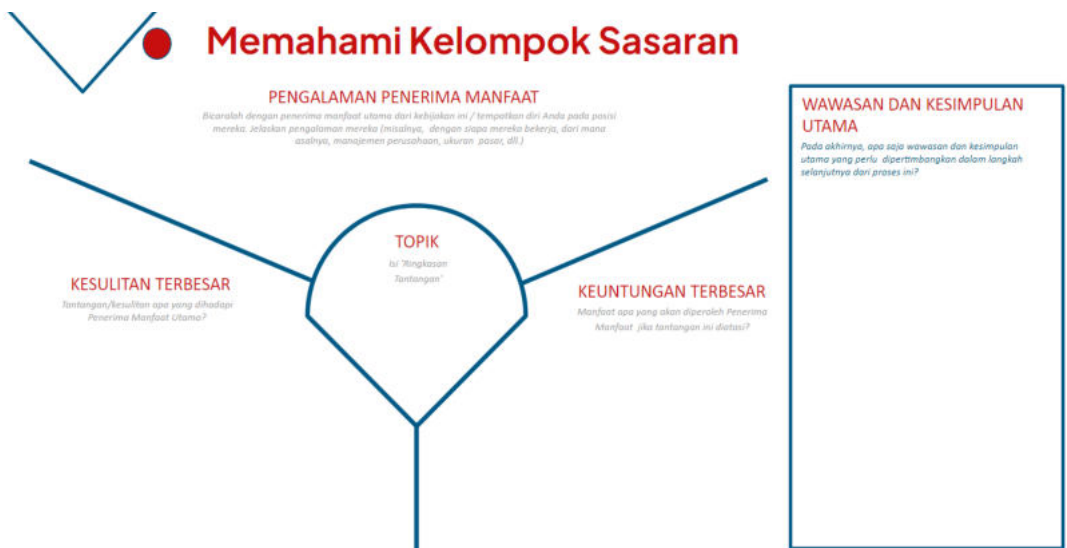 Memahami Kelompok Sasaran
PENGALAMAN PENERIMA MANFAAT
Bicaralah dengan penerima manfaat utama dari kebijakan ini / tempatkan diri Anda pada posisi
mereka. Jelaskan pengalaman mereka (misalnya, dengan siapa mereka bekerja, dari mana
asalnya, manajemen perusahaan, ukuran pasar, dll.)
TOPIK
Isi "Ringkasan
Tantangan"
KESULITAN TERBESAR
Tantangan/kesulitan apa yang dihadapi
Penerima Manfaat Utama?
KEUNTUNGAN TERBESAR
Manfaat apa yang akan diperoleh Penerima
Manfaat jika tantangan ini diatasi?
WAWASAN DAN KESIMPULAN
UTAMA
Pada akhirnya, apa saja wawasan dan kesimpulan
utama yang perlu dipertimbangkan dalam langkah
selanjutnya dari proses ini?